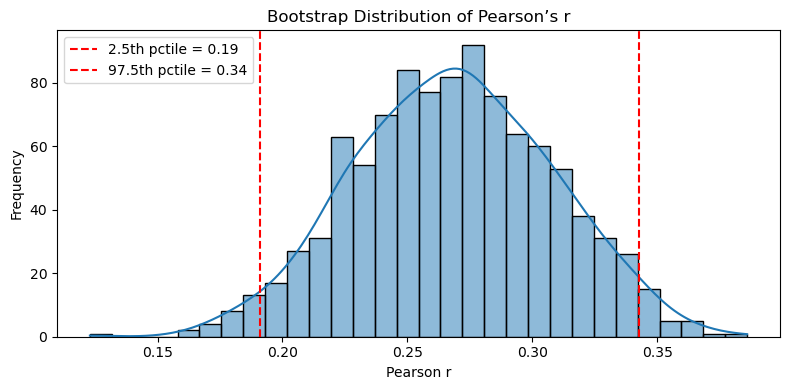 Bootstrap Distribution of Pearson’s r
2.5th pctile = 0.19
97.5th pctile = 0.34
Frequency
80
60
40
20
0
0.15 0.20 0.25 0.30 0.35
Pearson r